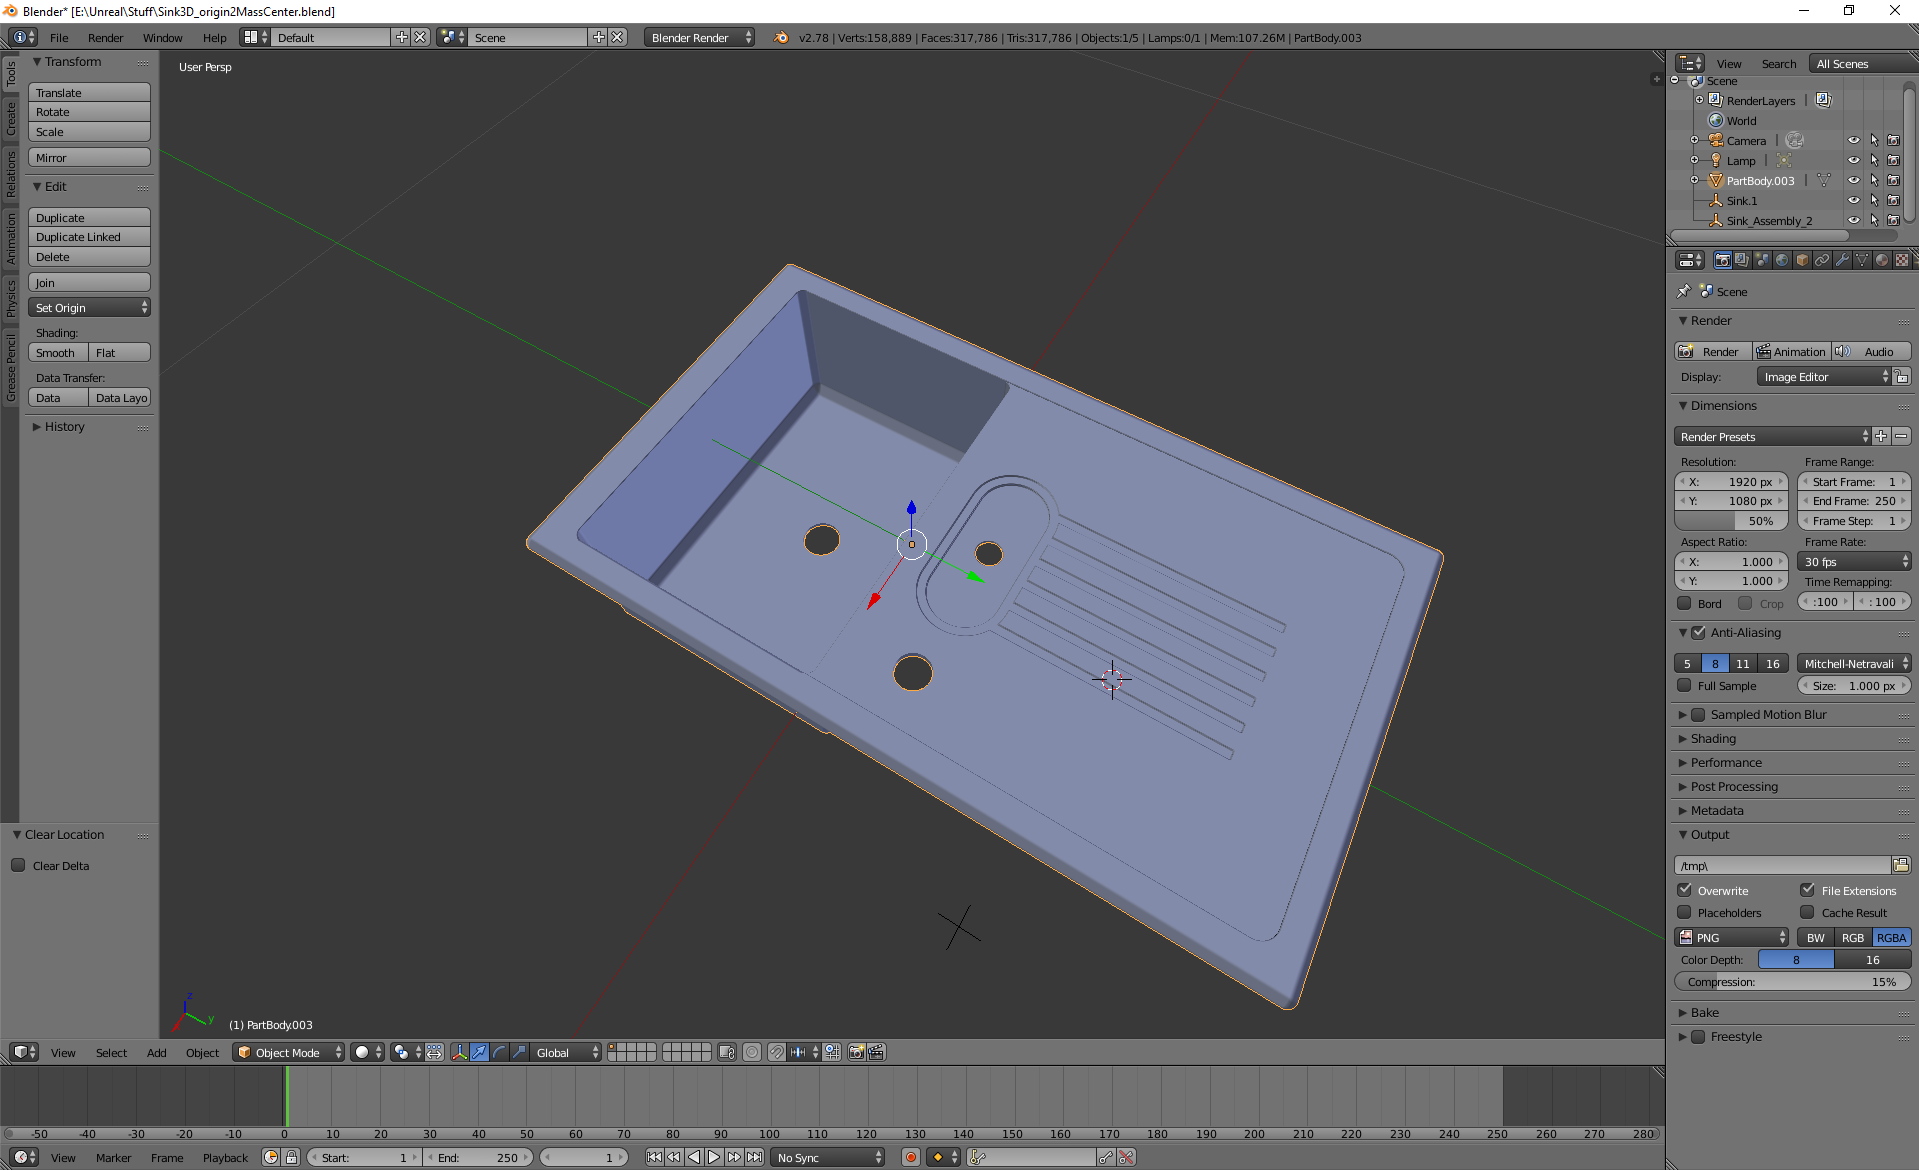 Blender* [E:\Unreal\Stuff\Sink3D_origin2MassCenter.blend]
File Render Window Help Default Scene Blender Render v2.78 | Verts:158,889 | Faces:317,786 | Tris:317,786 | Objects:1/5 | Lamps:0/1 | Mem:107.26M | PartBody.003
Tools
Create
Relations
Animation
Physics
Grease Pencil
Transform
Translate
Rotate
Scale
Mirror
Edit
Duplicate
Duplicate Linked
Delete
Join
Set Origin
Shading:
Smooth Flat
Data Transfer:
Data Data Layo
History
Clear Location
Clear Delta
User Persp
z
y
(1) PartBody.003
View Select Add Object Object Mode Global
View Search All Scenes
Scene
RenderLayers |
World
Camera |
Lamp |
PartBody.003 |
Sink.1
Sink_Assembly_2
Scene
Render
Render Animation Audio
Display: Image Editor
Dimensions
Render Presets
Resolution: Frame Range:
X: 1920 px Start Frame: 1
Y: 1080 px End Frame: 250
50% Frame Step: 1
Aspect Ratio: Frame Rate:
X: 1.000 30 fps
Y: 1.000 Time Remapping:
Bord Crop :100 : 100
Anti-Aliasing
5 8 11 16 Mitchell-Netravali
Full Sample Size: 1.000 px
Sampled Motion Blur
Shading
Performance
Post Processing
Metadata
Output
/tmp\
Overwrite File Extensions
Placeholders Cache Result
PNG BW RGB RGBA
Color Depth: 8 16
Compression: 15%
Bake
Freestyle
-50 -40 -30 -20 -10 0 10 20 30 40 50 60 70 80 90 100 110 120 130 140 150 160 170 180 190 200 210 220 230 240 250 260 270 280
View Marker Frame Playback Start: 1 End: 250 1 No Sync